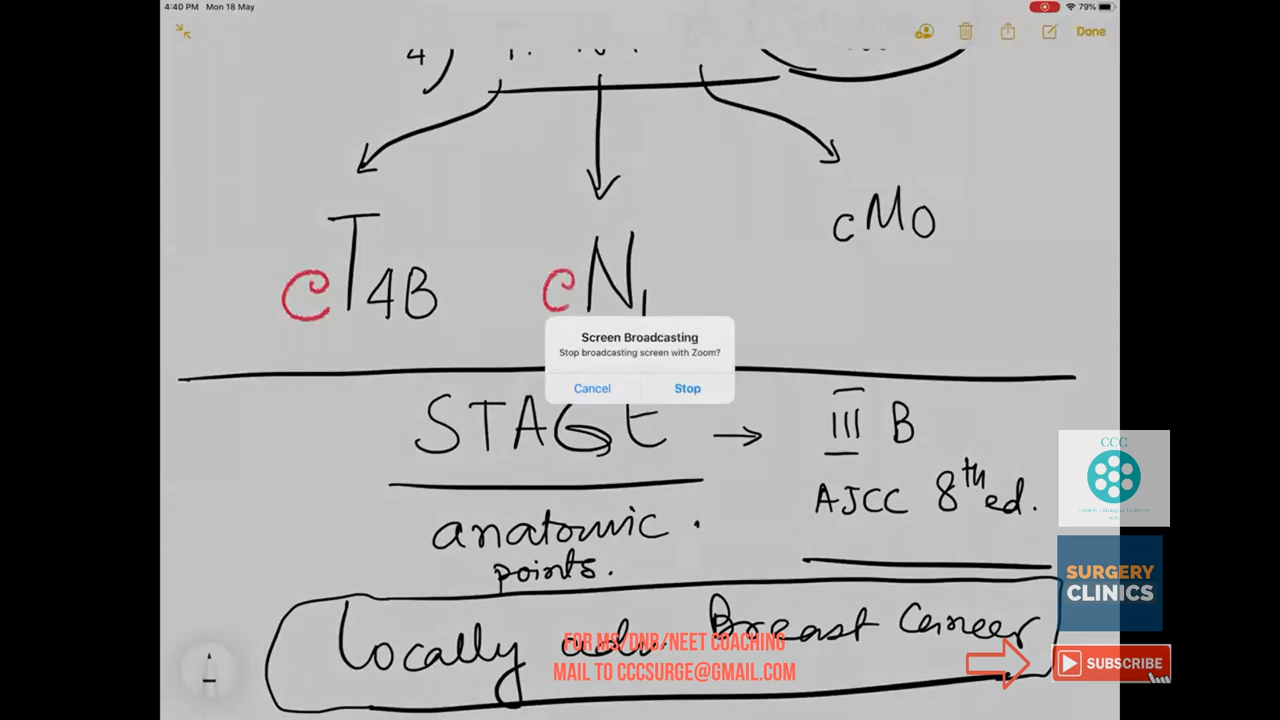 4:40 PM Mon 18 May 79%
Done
4)
cT4B cN1 cM0
Screen Broadcasting
Stop broadcasting screen with Zoom?
Cancel Stop
STAGE → III B
AJCC 8th ed.
anatomic
points.
Locally adv. Breast Cancer
FOR MS/DNB/NEET COACHING
MAIL TO CCCSURGE@GMAIL.COM
CCC
SURGERY
CLINICS
SUBSCRIBE